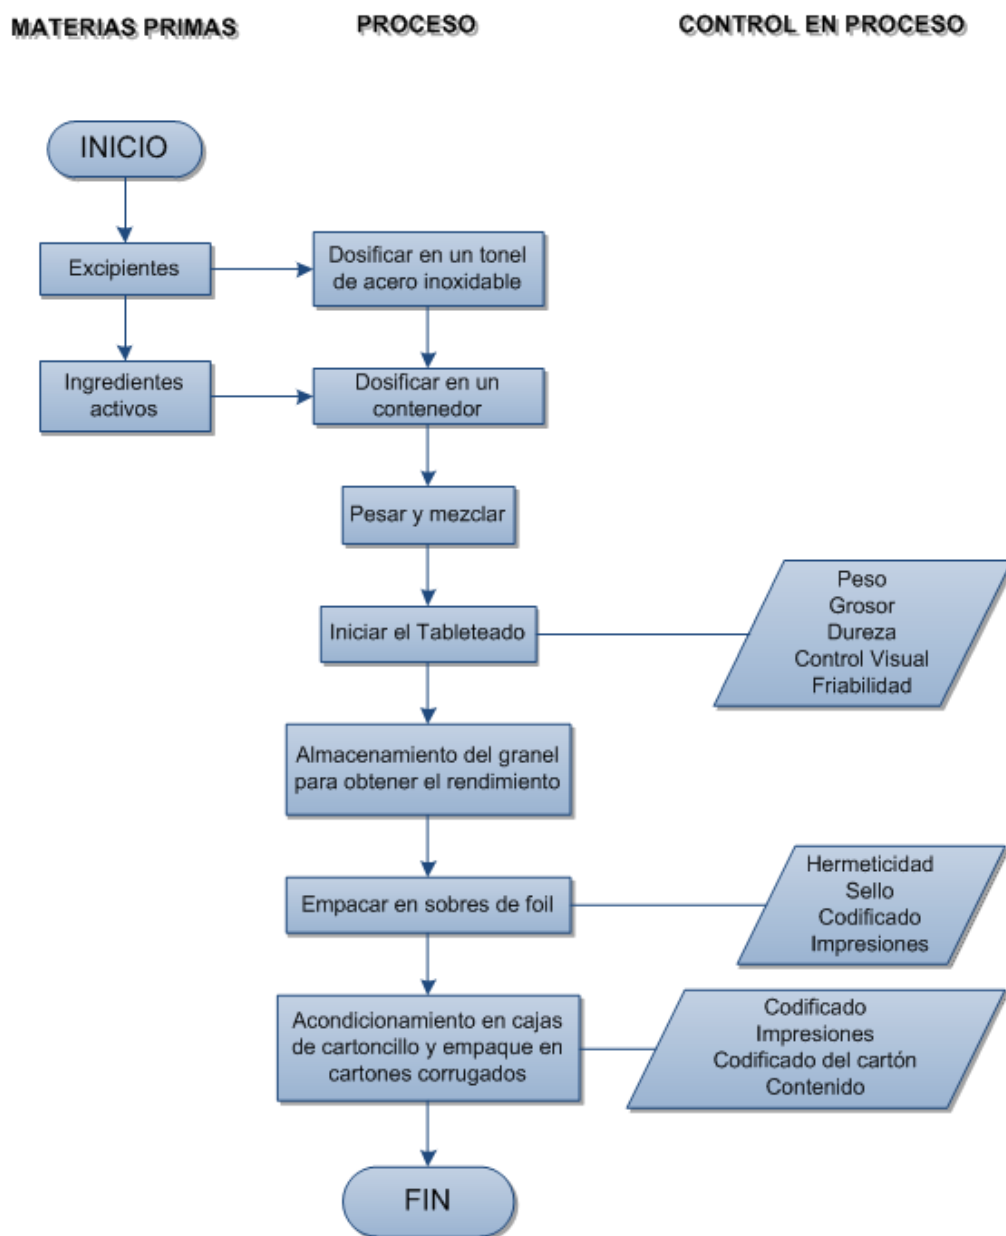 MATERIAS PRIMAS
PROCESO
CONTROL EN PROCESO
INICIO
Excipientes
Dosificar en un tonel
de acero inoxidable
Ingredientes
activos
Dosificar en un
contenedor
Pesar y mezclar
Iniciar el Tableteado
Peso
Grosor
Dureza
Control Visual
Friabilidad
Almacenamiento del granel
para obtener el rendimiento
Empacar en sobres de foil
Hermeticidad
Sello
Codificado
Impresiones
Acondicionamiento en cajas
de cartoncillo y empaque en
cartones corrugados
Codificado
Impresiones
Codificado del cartón
Contenido
FIN